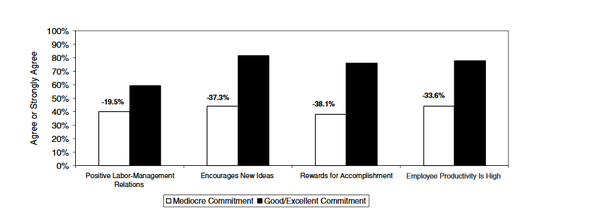 100%
90%
80%
70%
60%
50%
40%
30%
20%
10%
0%
Agree or Strongly Agree
-19.5%
-37.3%
-38.1%
-33.6%
Positive Labor-Management
Relations
Encourages New Ideas
Rewards for Accomplishment
Employee Productivity Is High
Mediocre Commitment
Good/Excellent Commitment